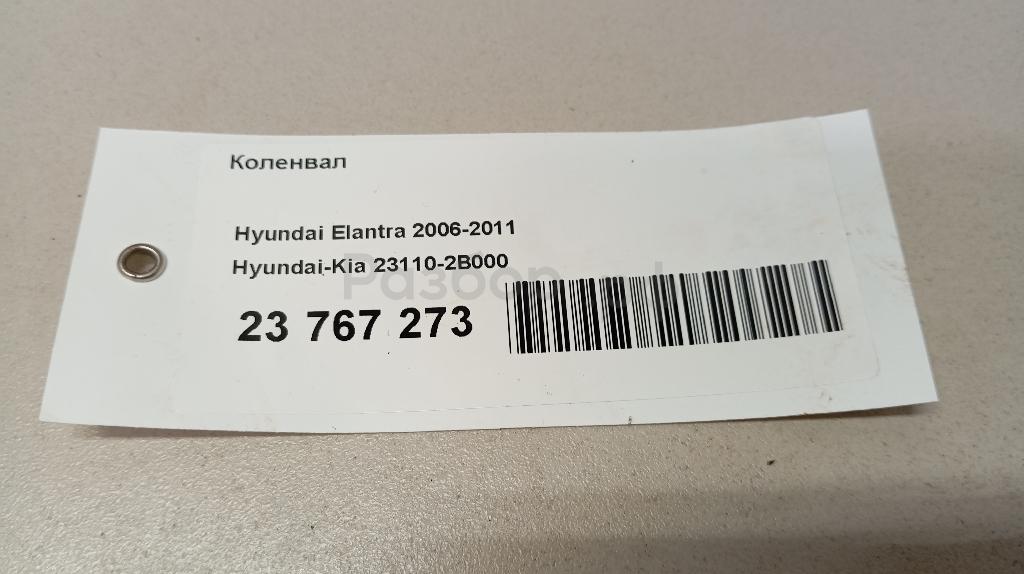 Коленвал
Hyundai Elantra 2006-2011
Hyundai-Kia 23110-2B000
23 767 273